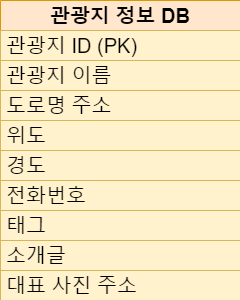 관광지 정보 DB
관광지 ID (PK)
관광지 이름
도로명 주소
위도
경도
전화번호
태그
소개글
대표 사진 주소